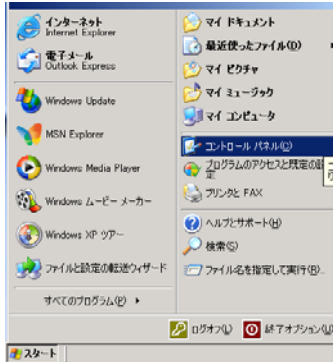 インターネット
Internet Explorer
電子メール
Outlook Express
Windows Update
MSN Explorer
Windows Media Player
Windows ムービー メーカー
Windows XP ツアー
ファイルと設定の転送ウィザード
すべてのプログラム(P)
マイ ドキュメント
最近使ったファイル(D)
マイ ピクチャ
マイ ミュージック
マイ コンピュータ
コントロール パネル(C)
プログラムのアクセスと既定の
定
プリンタと FAX
ヘルプとサポート(H)
検索(S)
ファイル名を指定して実行(R)...
ログオフ(L)
終了オプション(U)
スタート